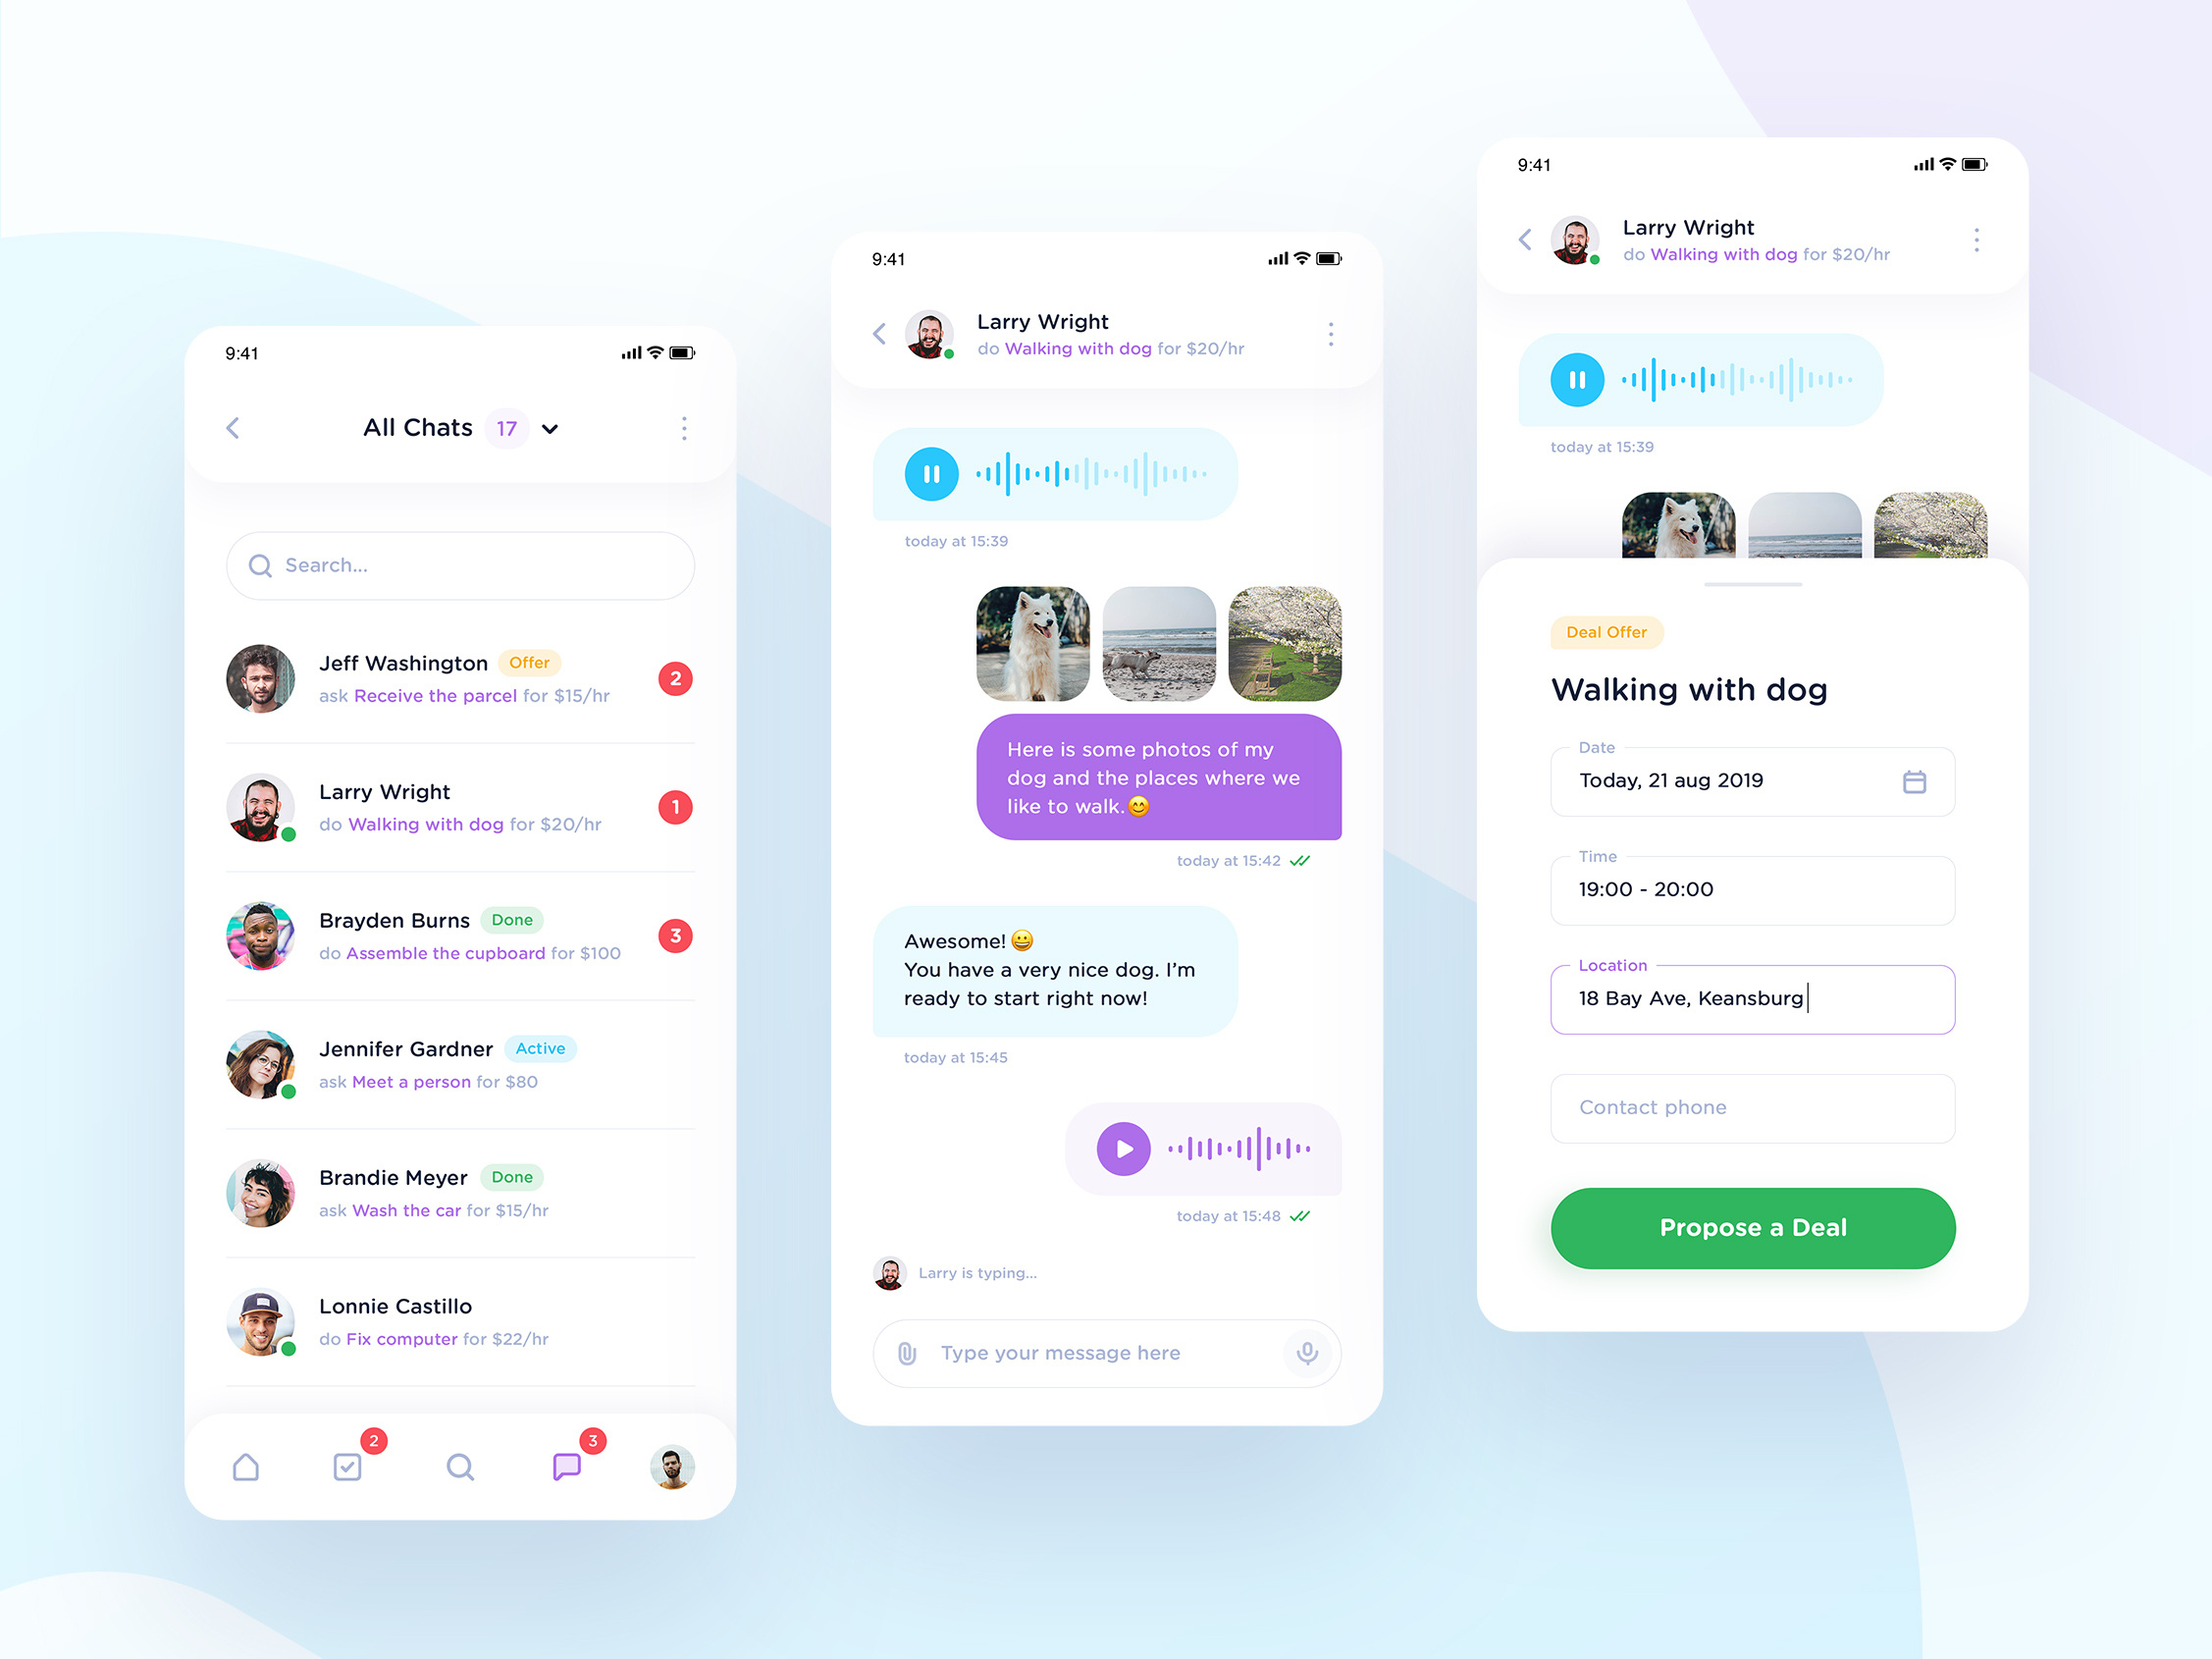 9:41
All Chats 17
Search...
Jeff Washington Offer
ask Receive the parcel for $15/hr
2
Larry Wright
do Walking with dog for $20/hr
1
Brayden Burns Done
do Assemble the cupboard for $100
3
Jennifer Gardner Active
ask Meet a person for $80
Brandie Meyer Done
ask Wash the car for $15/hr
Lonnie Castillo
do Fix computer for $22/hr
2
3
9:41
Larry Wright
do Walking with dog for $20/hr
today at 15:39
Here is some photos of my
dog and the places where we
like to walk.😊
today at 15:42
Awesome!😀
You have a very nice dog. I’m
ready to start right now!
today at 15:45
today at 15:48
Larry is typing...
Type your message here
9:41
Larry Wright
do Walking with dog for $20/hr
today at 15:39
Deal Offer
Walking with dog
Date
Today, 21 aug 2019
Time
19:00 - 20:00
Location
18 Bay Ave, Keansburg
Contact phone
Propose a Deal